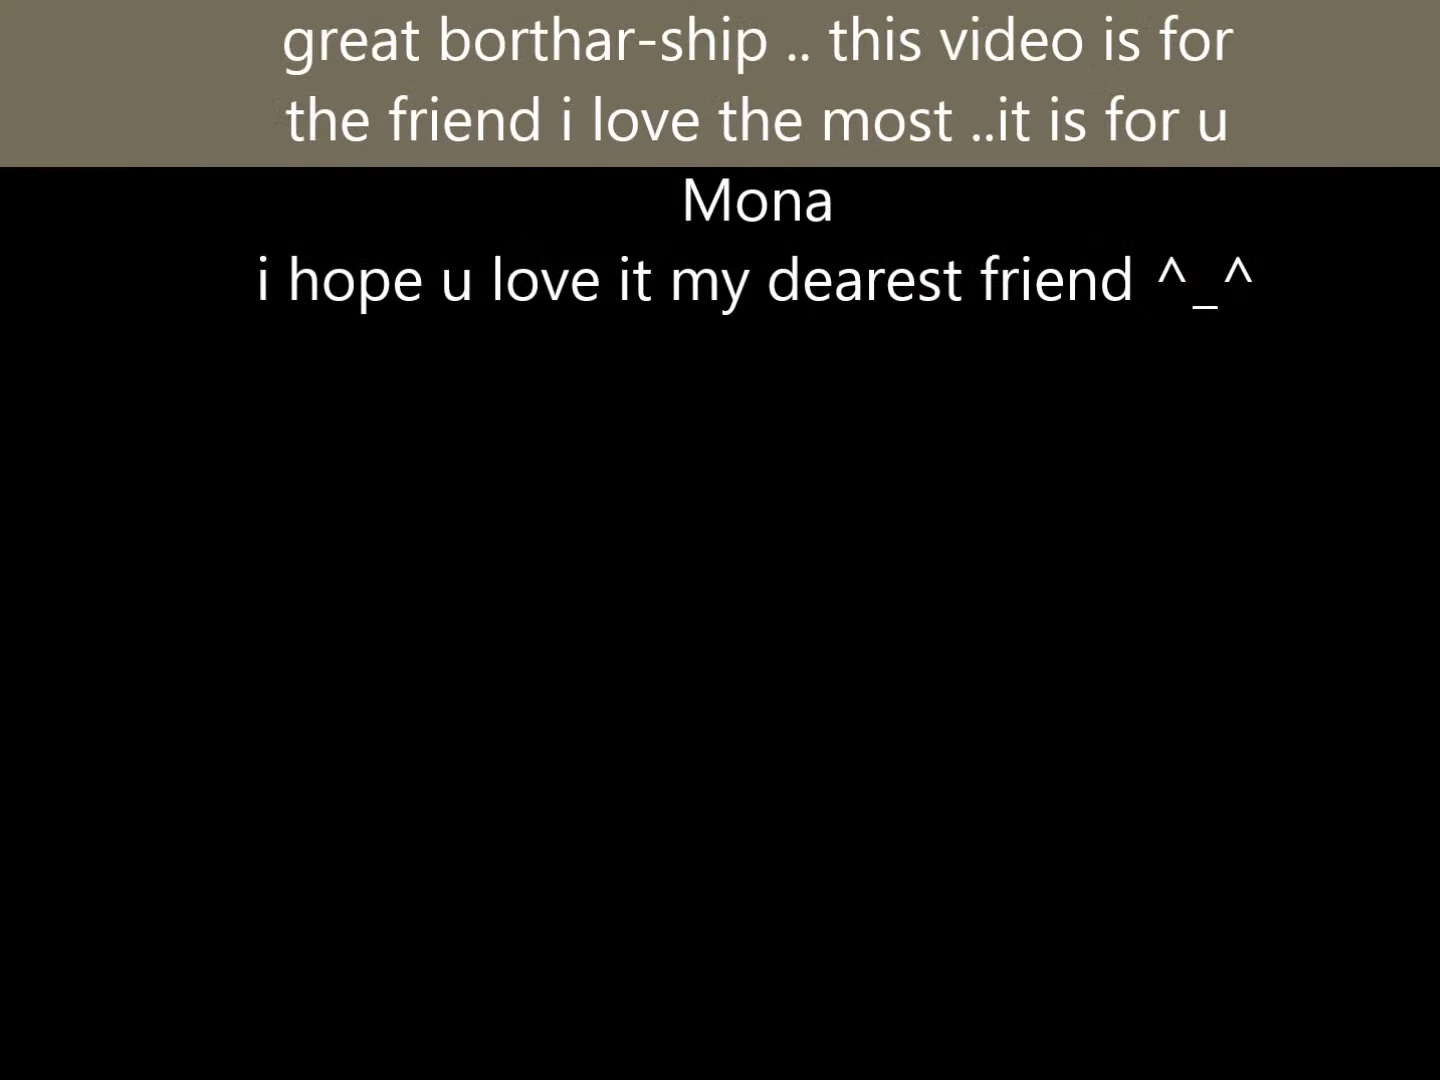 great borthar-ship .. this video is for
the friend i love the most ..it is for u
Mona
i hope u love it my dearest friend ^_^